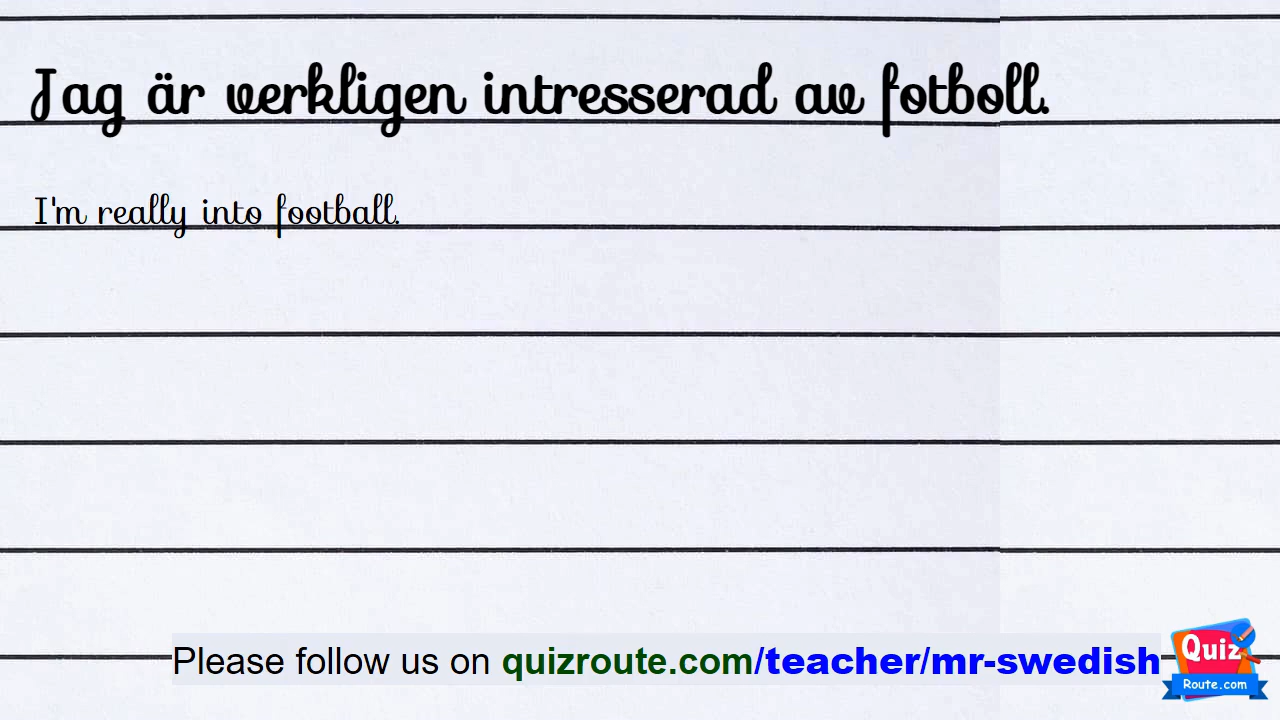 Jag är verkligen intresserad av fotboll.
I'm really into football.
Please follow us on quizroute.com/teacher/mr-swedish
Quiz
Route.com